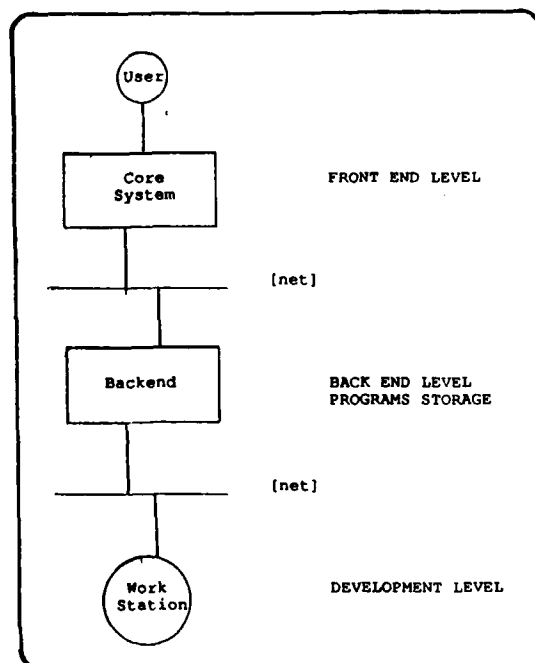 User
Core
System
FRONT END LEVEL
[net]
Backend
BACK END LEVEL
PROGRAMS STORAGE
[net]
Work
Station
DEVELOPMENT LEVEL